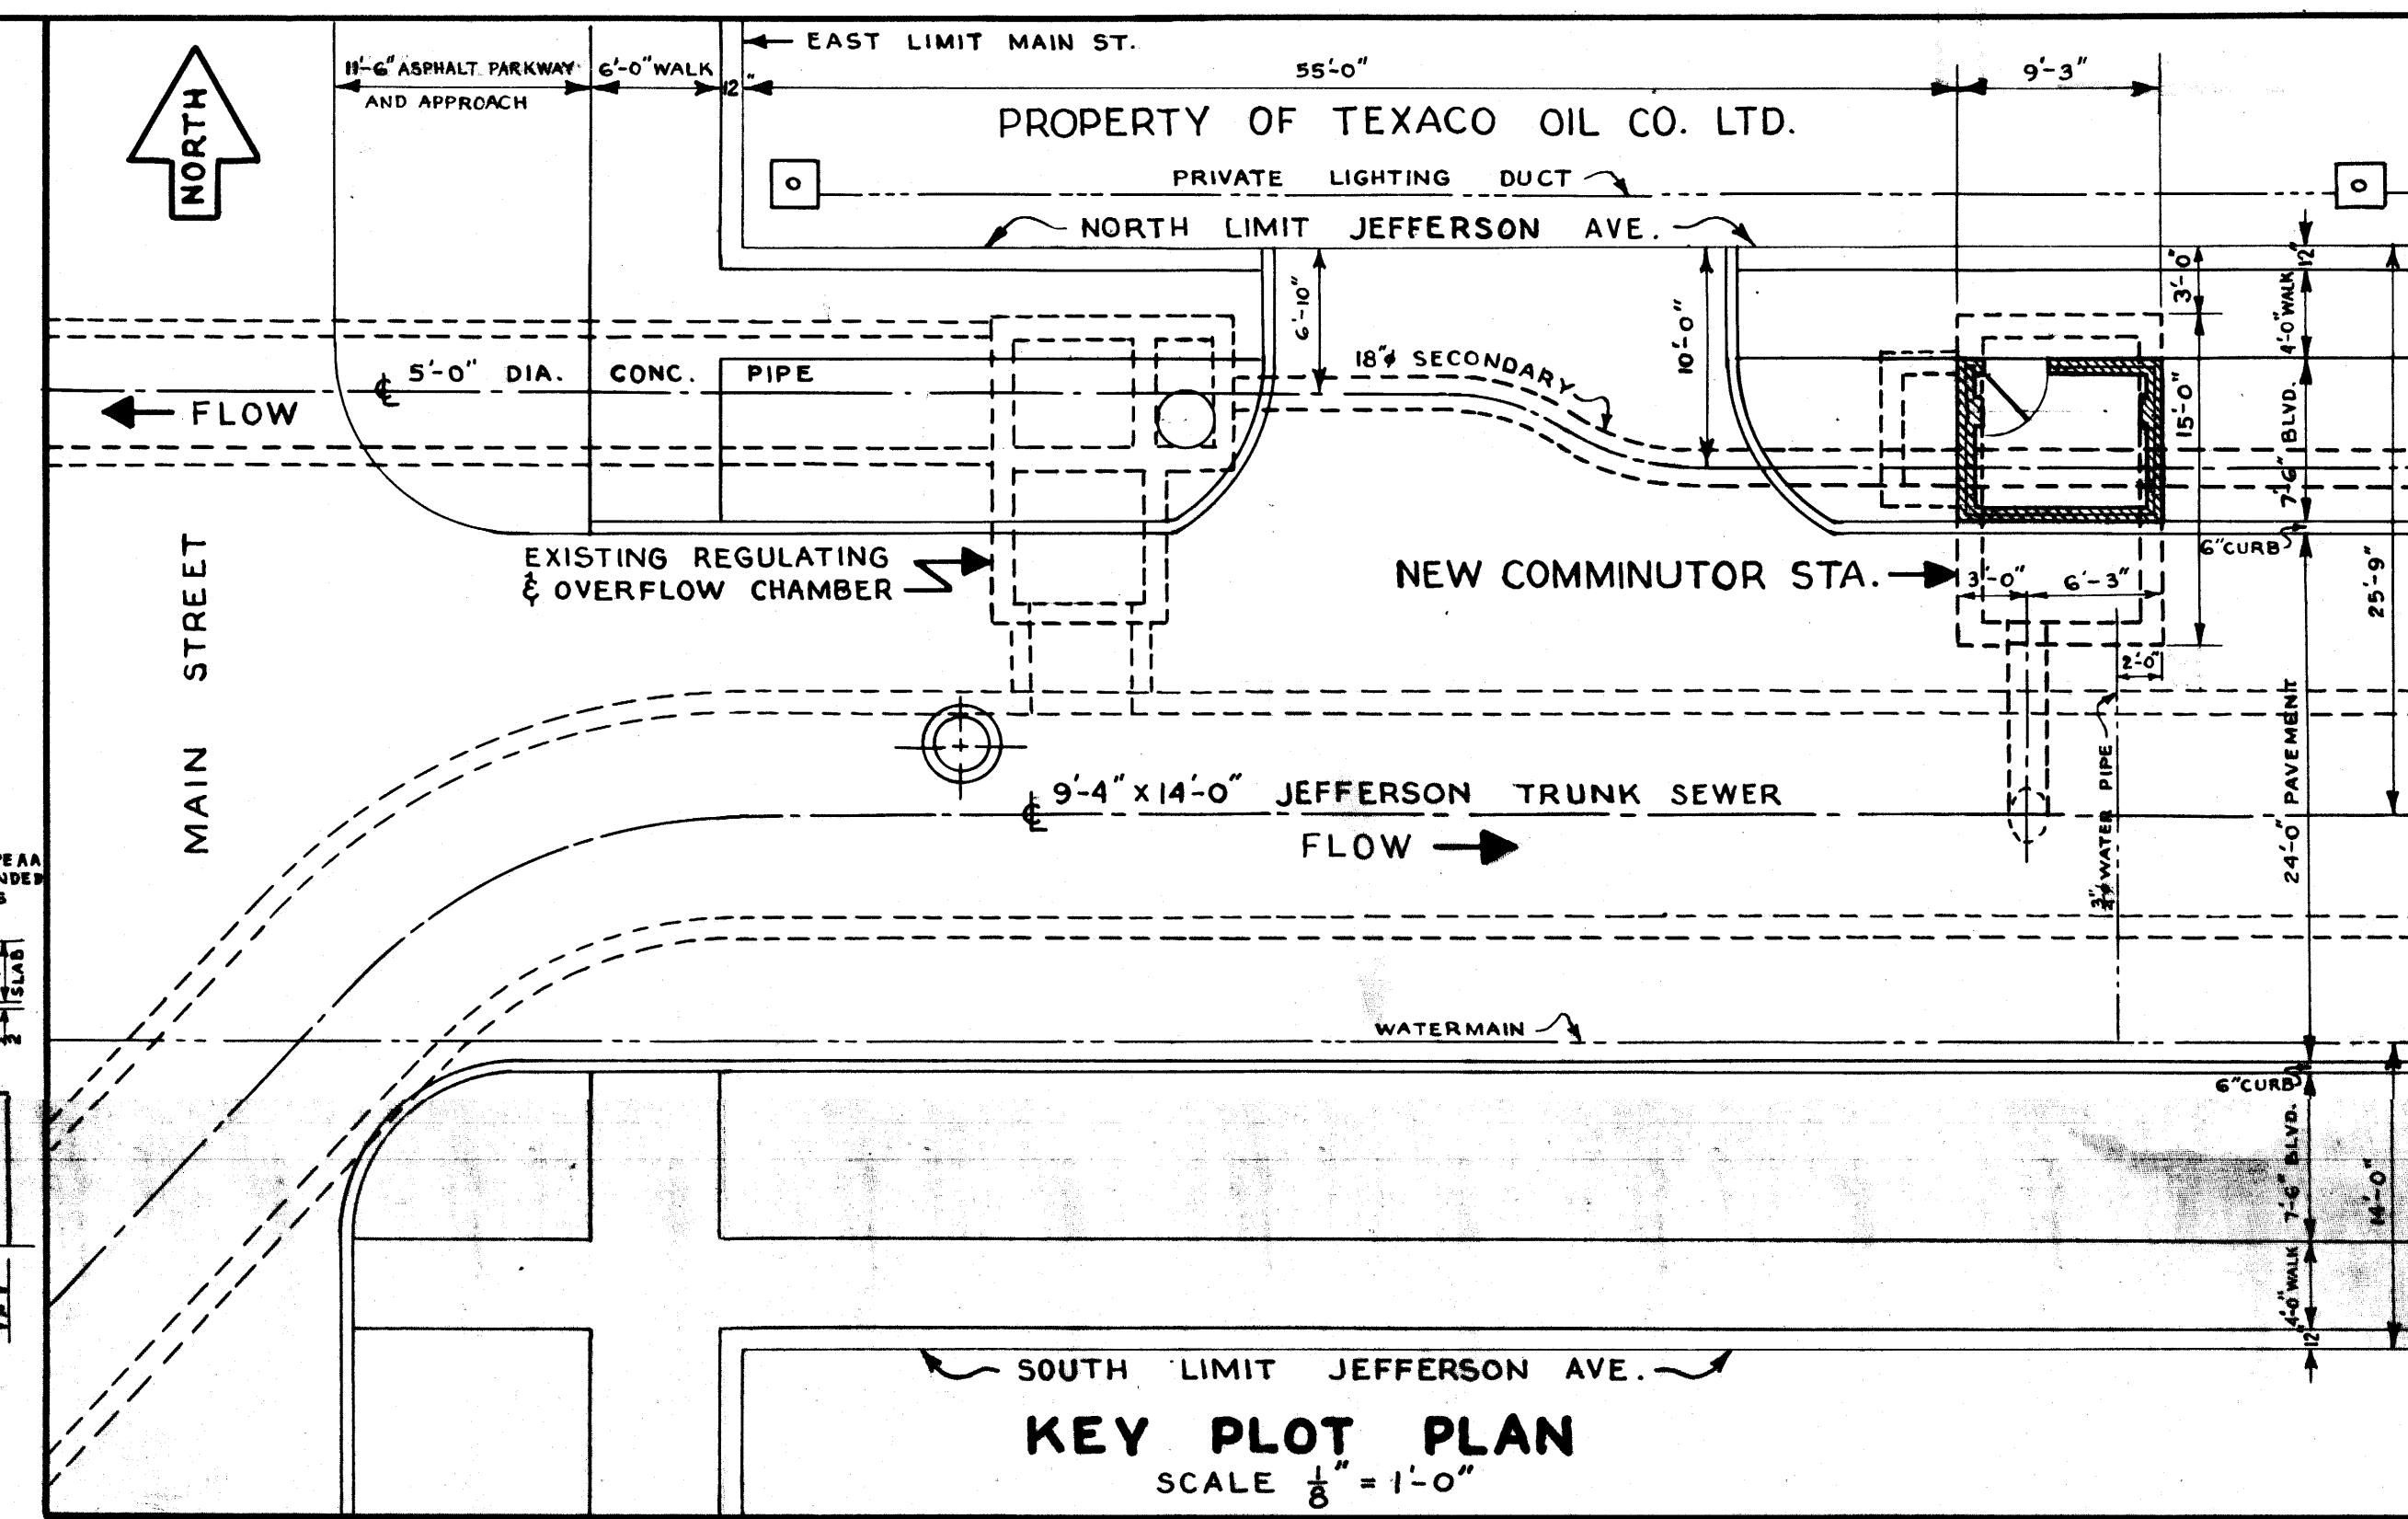 EAST LIMIT MAIN ST.
11'-6" ASPHALT PARKWAY
AND APPROACH
6'-0" WALK
12"
55'-0"
9'-3"
NORTH
PROPERTY OF TEXACO OIL CO. LTD.
PRIVATE LIGHTING DUCT
NORTH LIMIT JEFFERSON AVE.
O
O
12"
3'-0"
4'-0" WALK
6'-10"
10'-0"
18"ø SECONDARY
℄ 5'-0" DIA. CONC. PIPE
FLOW
15'-0"
7'-6" BLVD.
6" CURB
25'-9"
EXISTING REGULATING
& OVERFLOW CHAMBER
NEW COMMINUTOR STA.
3'-0"
6'-3"
2'-0"
MAIN STREET
24'-0" PAVEMENT
℄ 9'-4" X 14'-0" JEFFERSON TRUNK SEWER
FLOW
3/4"ø WATER PIPE
SLAB
WATERMAIN
6" CURB
7'-6" BLVD.
14'-0"
4'-0" WALK
12"
SOUTH LIMIT JEFFERSON AVE.
KEY PLOT PLAN
SCALE 1/8" = 1'-0"